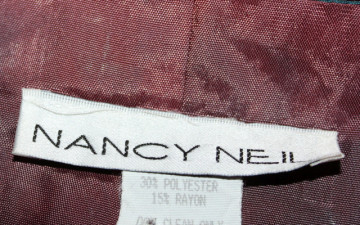 NANCY NEIL
30% POLYESTER
15% RAYON
CLEAN ONLY